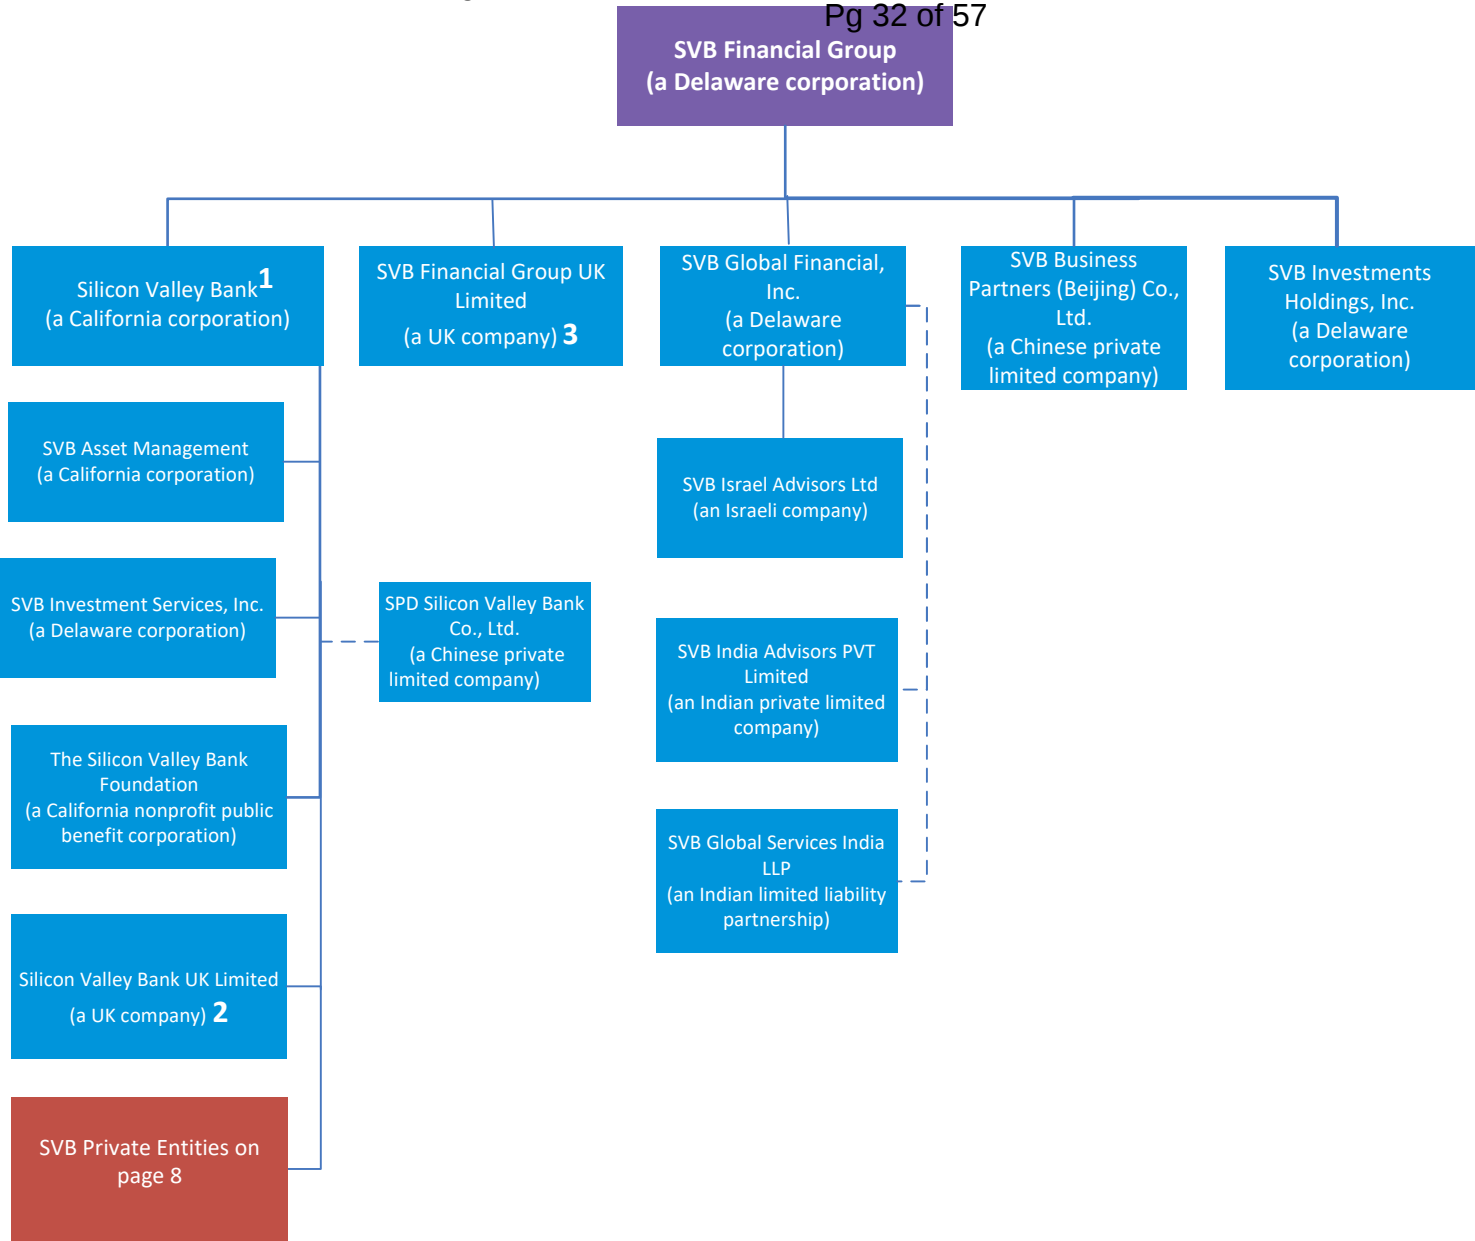 Pg 32 of 57
SVB Financial Group
(a Delaware corporation)
Silicon Valley Bank1
(a California corporation)
SVB Financial Group UK
Limited
(a UK company) 3
SVB Global Financial,
Inc.
(a Delaware
corporation)
SVB Business
Partners (Beijing) Co.,
Ltd.
(a Chinese private
limited company)
SVB Investments
Holdings, Inc.
(a Delaware
corporation)
SVB Asset Management
(a California corporation)
SVB Israel Advisors Ltd
(an Israeli company)
SVB Investment Services, Inc.
(a Delaware corporation)
SPD Silicon Valley Bank
Co., Ltd.
(a Chinese private
limited company)
SVB India Advisors PVT
Limited
(an Indian private limited
company)
The Silicon Valley Bank
Foundation
(a California nonprofit public
benefit corporation)
SVB Global Services India
LLP
(an Indian limited liability
partnership)
Silicon Valley Bank UK Limited
(a UK company) 2
SVB Private Entities on
page 8